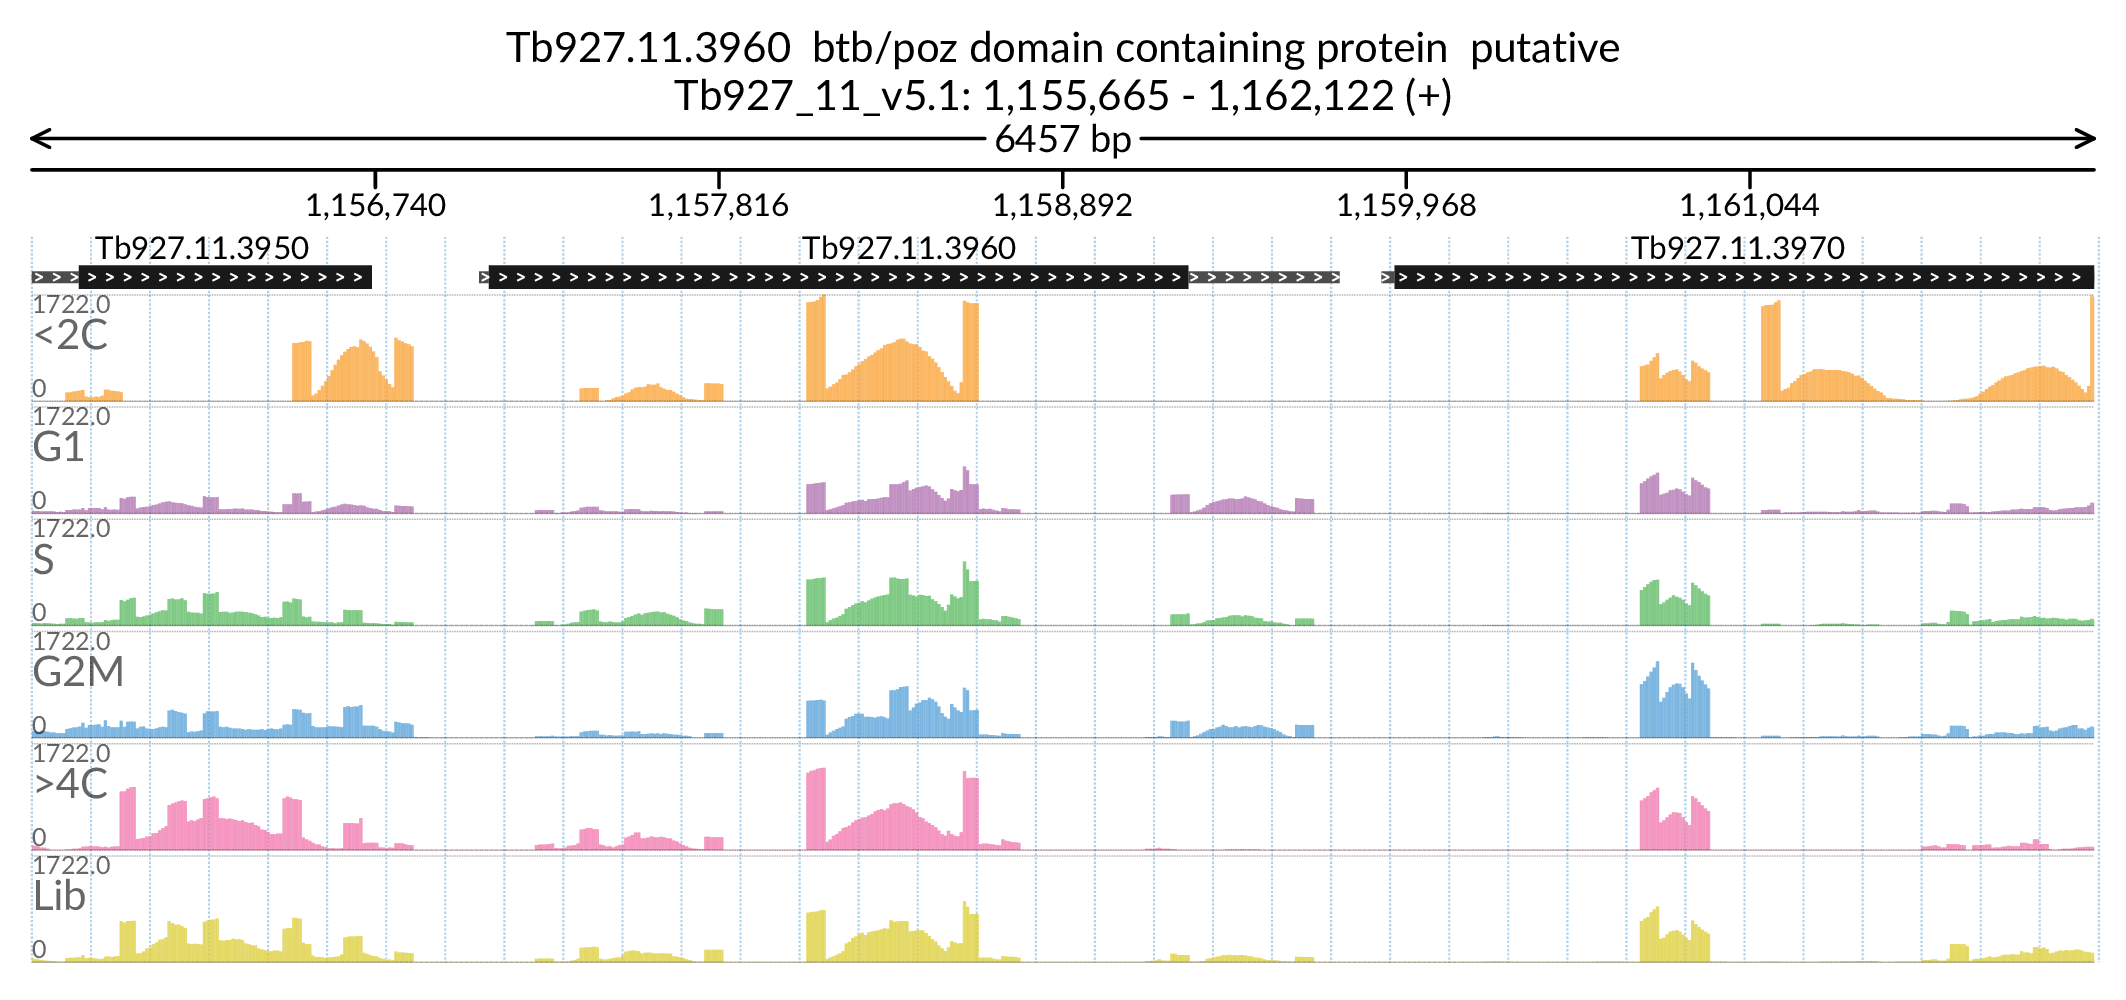 Tb927.11.3960  btb/poz domain containing protein  putative
Tb927_11_v5.1: 1,155,665 - 1,162,122 (+)
6457 bp
1,156,740 1,157,816 1,158,892 1,159,968 1,161,044
Tb927.11.3950 Tb927.11.3960 Tb927.11.3970
1722.0
<2C
0
1722.0
G1
0
1722.0
S
0
1722.0
G2M
0
1722.0
>4C
0
1722.0
Lib
0